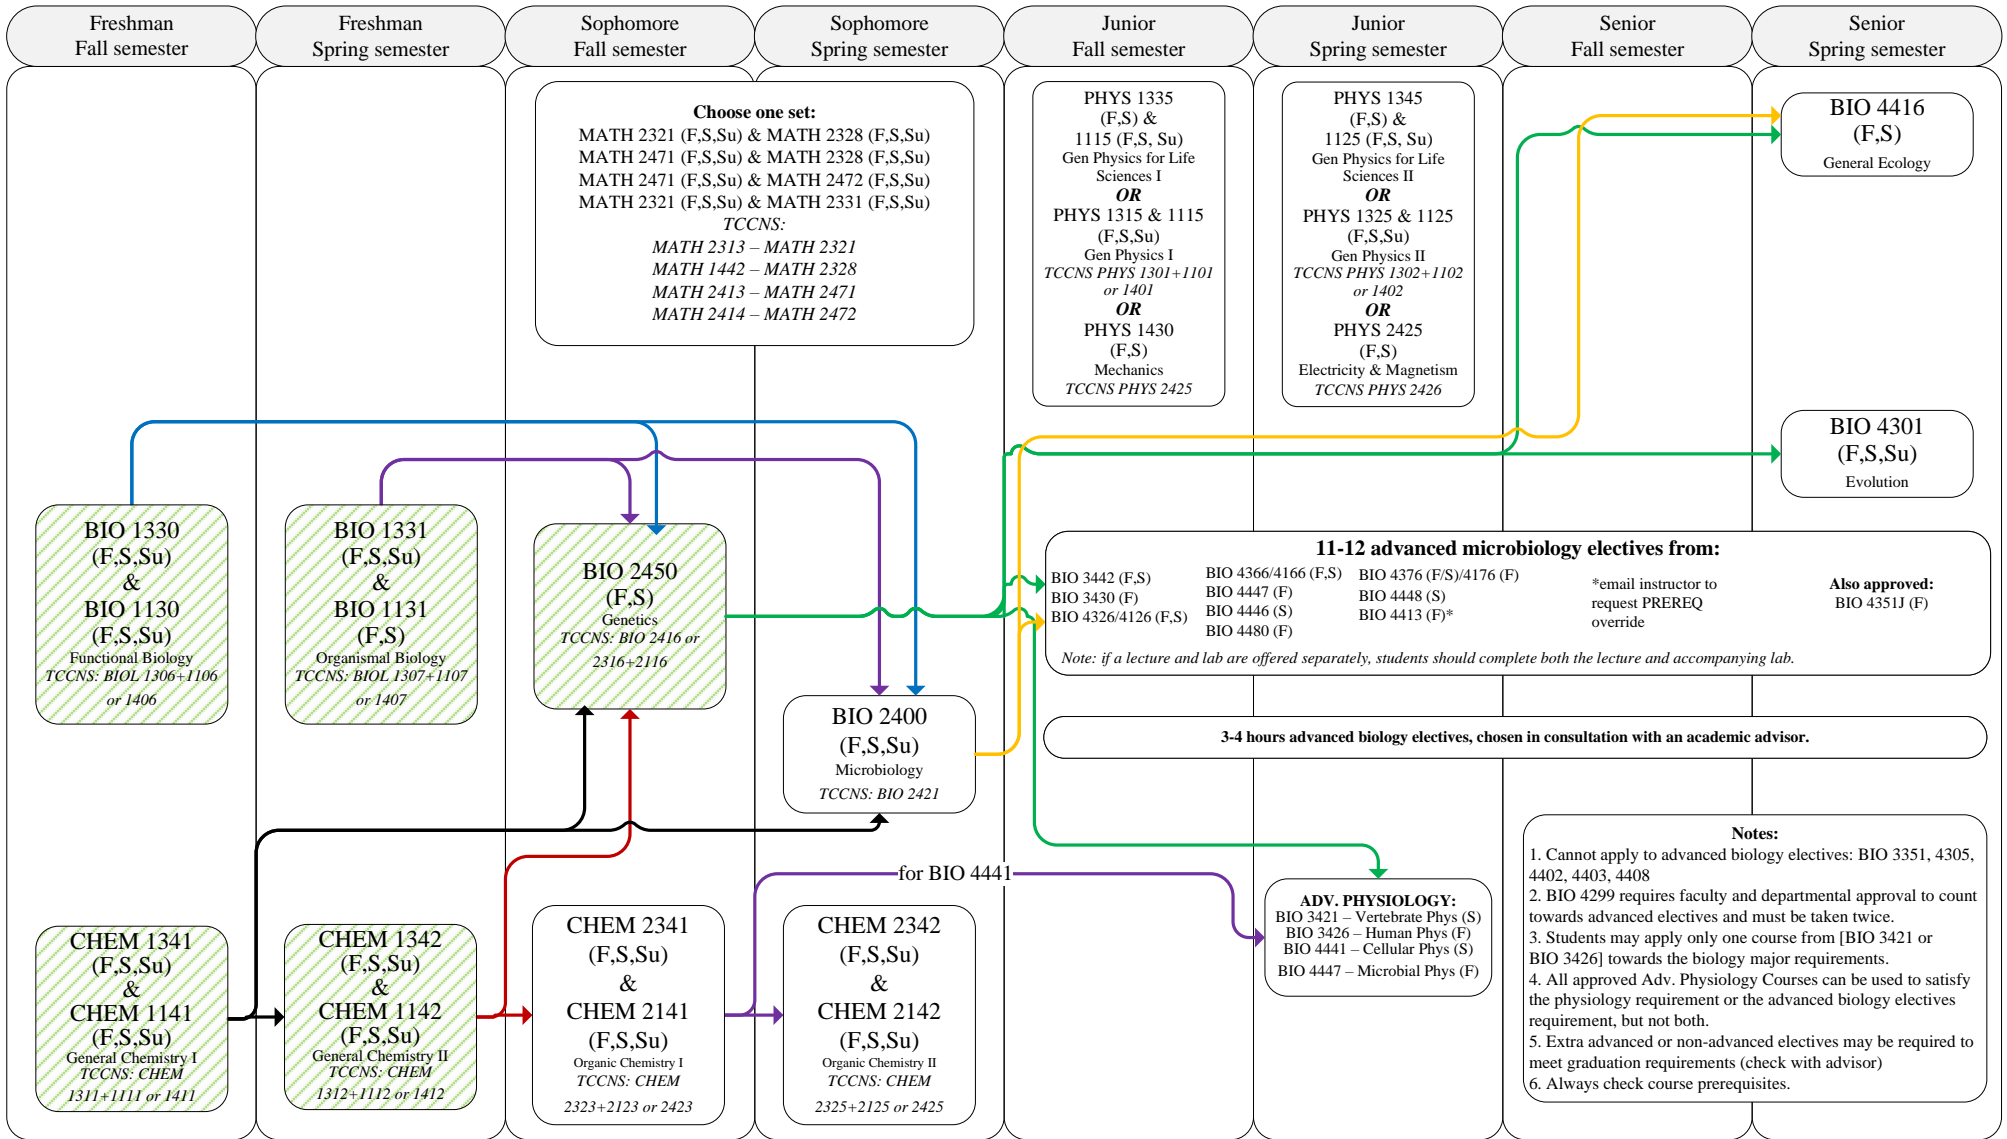 Freshman
Fall semester
Freshman
Spring semester
Sophomore
Fall semester
Sophomore
Spring semester
Junior
Fall semester
Junior
Spring semester
Senior
Fall semester
Senior
Spring semester
Choose one set:
MATH 2321 (F,S,Su) & MATH 2328 (F,S,Su)
MATH 2471 (F,S,Su) & MATH 2328 (F,S,Su)
MATH 2471 (F,S,Su) & MATH 2472 (F,S,Su)
MATH 2321 (F,S,Su) & MATH 2331 (F,S,Su)
TCCNS:
MATH 2313 – MATH 2321
MATH 1442 – MATH 2328
MATH 2413 – MATH 2471
MATH 2414 – MATH 2472
PHYS 1335
(F,S) &
1115 (F,S, Su)
Gen Physics for Life
Sciences I
OR
PHYS 1315 & 1115
(F,S,Su)
Gen Physics I
TCCNS PHYS 1301+1101
or 1401
OR
PHYS 1430
(F,S)
Mechanics
TCCNS PHYS 2425
PHYS 1345
(F,S) &
1125 (F,S, Su)
Gen Physics for Life
Sciences II
OR
PHYS 1325 & 1125
(F,S,Su)
Gen Physics II
TCCNS PHYS 1302+1102
or 1402
OR
PHYS 2425
(F,S)
Electricity & Magnetism
TCCNS PHYS 2426
BIO 4416
(F,S)
General Ecology
BIO 4301
(F,S,Su)
Evolution
BIO 1330
(F,S,Su)
&
BIO 1130
(F,S,Su)
Functional Biology
TCCNS: BIOL 1306+1106
or 1406
BIO 1331
(F,S,Su)
&
BIO 1131
(F,S)
Organismal Biology
TCCNS: BIOL 1307+1107
or 1407
BIO 2450
(F,S)
Genetics
TCCNS: BIO 2416 or
2316+2116
BIO 2400
(F,S,Su)
Microbiology
TCCNS: BIO 2421
11-12 advanced microbiology electives from:
BIO 3442 (F,S)
BIO 3430 (F)
BIO 4326/4126 (F,S)
BIO 4366/4166 (F,S)
BIO 4447 (F)
BIO 4446 (S)
BIO 4480 (F)
BIO 4376 (F/S)/4176 (F)
BIO 4448 (S)
BIO 4413 (F)*
*email instructor to
request PREREQ
override
Also approved:
BIO 4351J (F)
Note: if a lecture and lab are offered separately, students should complete both the lecture and accompanying lab.
3-4 hours advanced biology electives, chosen in consultation with an academic advisor.
for BIO 4441
CHEM 1341
(F,S,Su)
&
CHEM 1141
(F,S,Su)
General Chemistry I
TCCNS: CHEM
1311+1111 or 1411
CHEM 1342
(F,S,Su)
&
CHEM 1142
(F,S,Su)
General Chemistry II
TCCNS: CHEM
1312+1112 or 1412
CHEM 2341
(F,S,Su)
&
CHEM 2141
(F,S,Su)
Organic Chemistry I
TCCNS: CHEM
2323+2123 or 2423
CHEM 2342
(F,S,Su)
&
CHEM 2142
(F,S,Su)
Organic Chemistry II
TCCNS: CHEM
2325+2125 or 2425
ADV. PHYSIOLOGY:
BIO 3421 – Vertebrate Phys (S)
BIO 3426 – Human Phys (F)
BIO 4441 – Cellular Phys (S)
BIO 4447 – Microbial Phys (F)
Notes:
1. Cannot apply to advanced biology electives: BIO 3351, 4305,
4402, 4403, 4408
2. BIO 4299 requires faculty and departmental approval to count
towards advanced electives and must be taken twice.
3. Students may apply only one course from [BIO 3421 or
BIO 3426] towards the biology major requirements.
4. All approved Adv. Physiology Courses can be used to satisfy
the physiology requirement or the advanced biology electives
requirement, but not both.
5. Extra advanced or non-advanced electives may be required to
meet graduation requirements (check with advisor)
6. Always check course prerequisites.